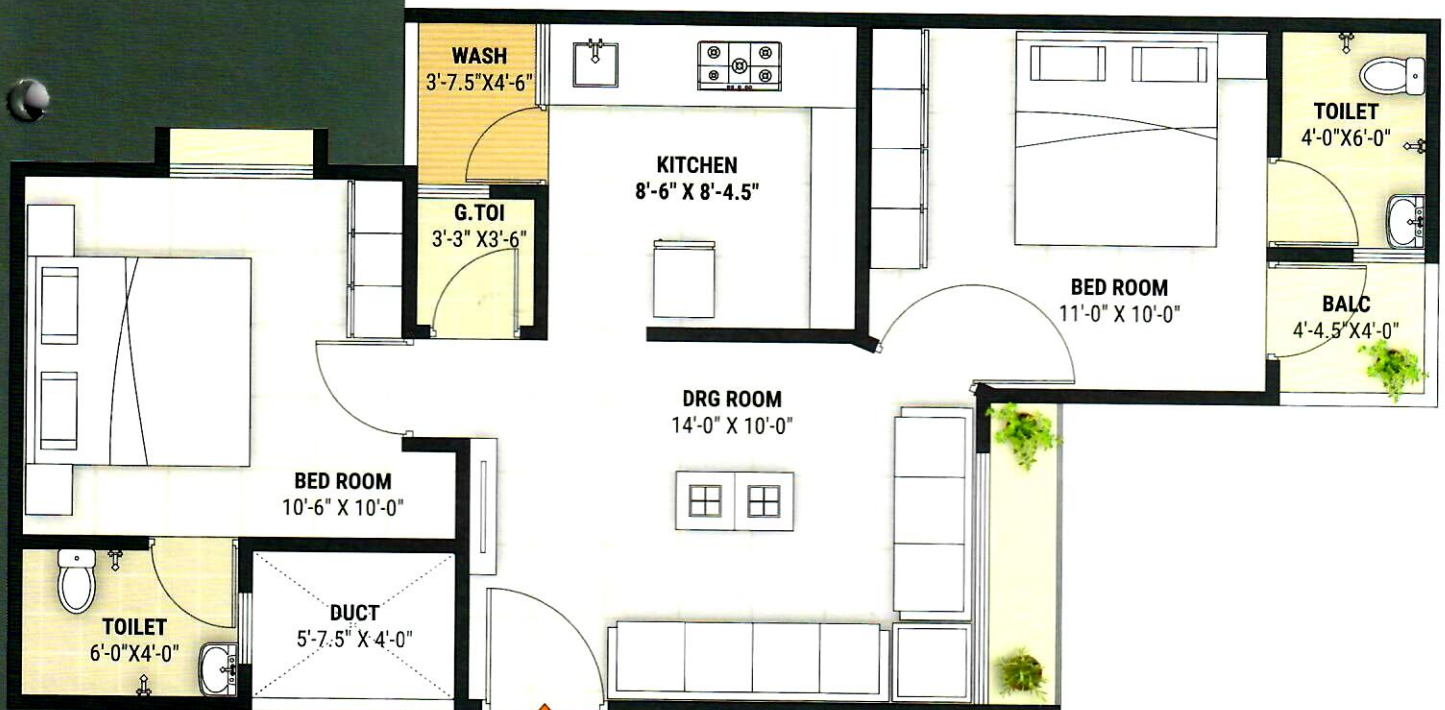 WASH
3'-7.5"X4'-6"
KITCHEN
8'-6" X 8'-4.5"
G.TOI
3'-3" X3'-6"
TOILET
4'-0"X6'-0"
BED ROOM
11'-0" X 10'-0"
BALC
4'-4.5"X4'-0"
DRG ROOM
14'-0" X 10'-0"
BED ROOM
10'-6" X 10'-0"
TOILET
6'-0"X4'-0"
DUCT
5'-7.5" X 4'-0"